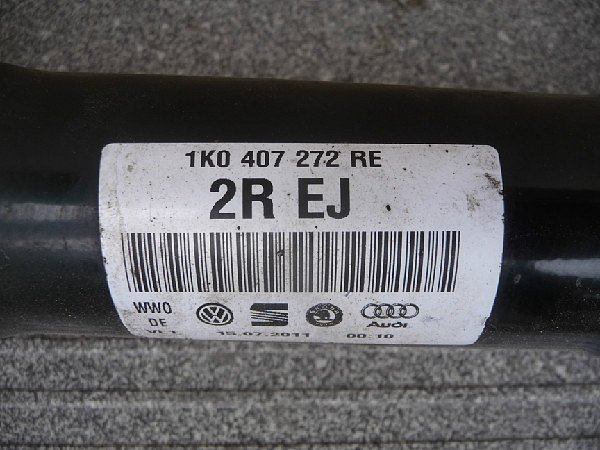 1K0 407 272 RE
2R EJ
WWO
DE
Audi
15.07.2011 00:10